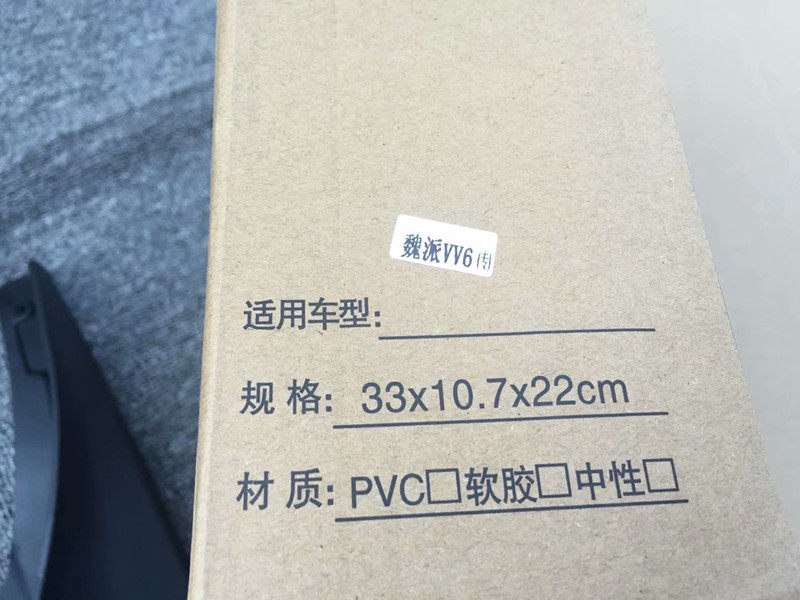 魏派VV6
适用车型:
规 格: 33x10.7x22cm
材 质: PVC□软胶□中性□